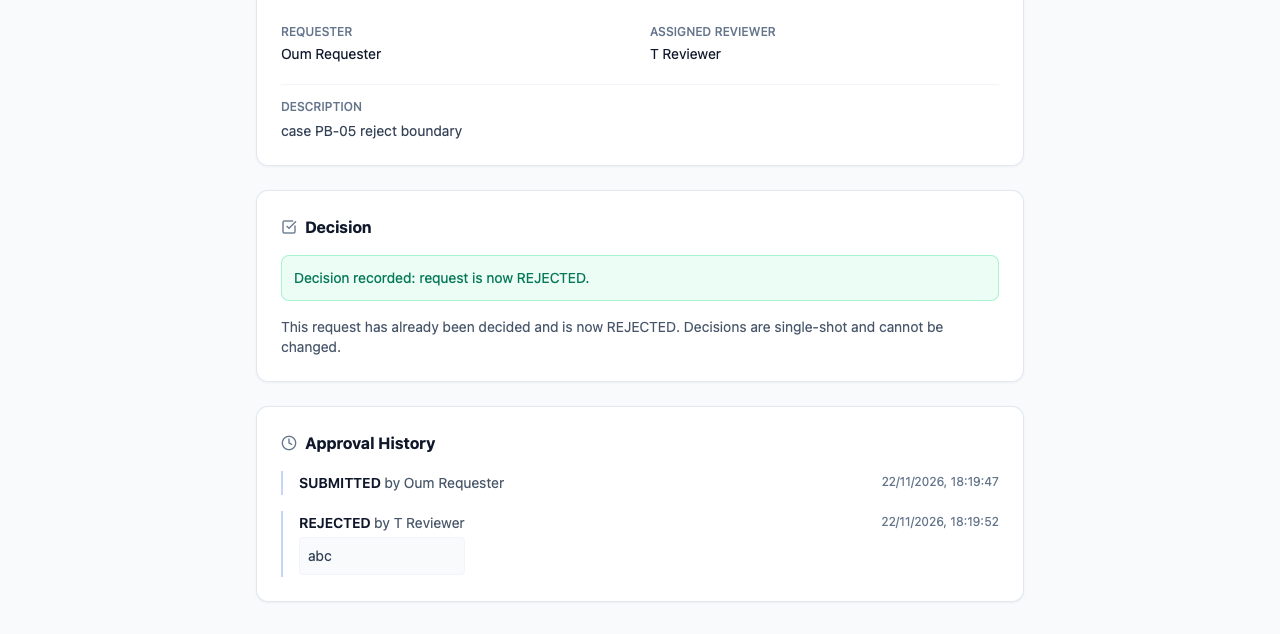 REQUESTER
ASSIGNED REVIEWER
Oum Requester
T Reviewer
DESCRIPTION
case PB-05 reject boundary
Decision
Decision recorded: request is now REJECTED.
This request has already been decided and is now REJECTED. Decisions are single-shot and cannot be
changed.
Approval History
SUBMITTED by Oum Requester
22/11/2026, 18:19:47
REJECTED by T Reviewer
22/11/2026, 18:19:52
abc